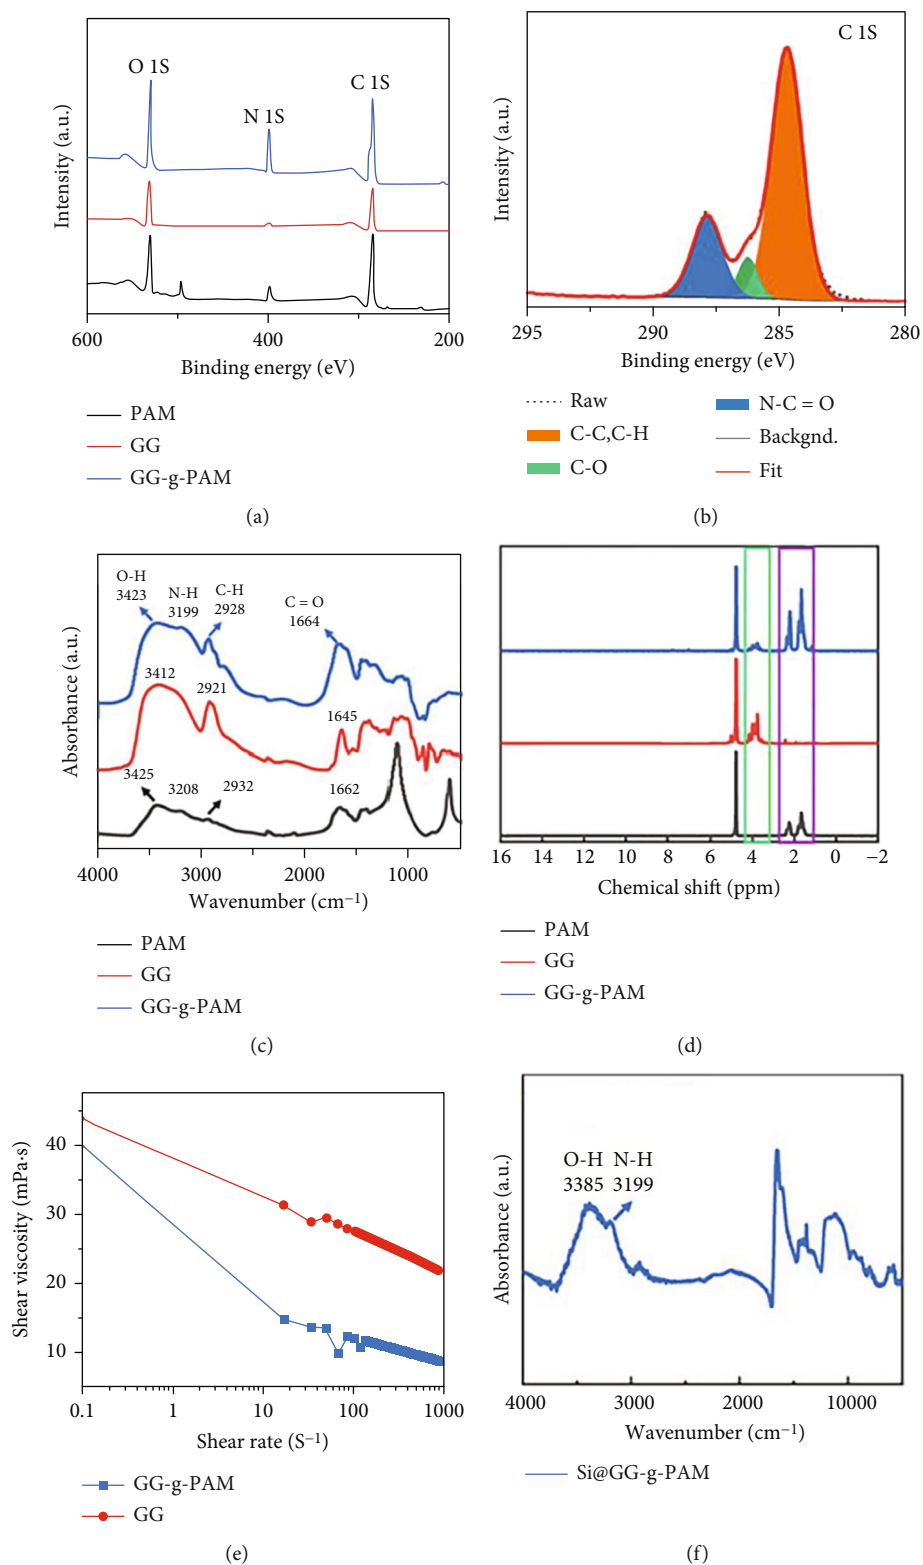 O 1S
N 1S
C 1S
Intensity (a.u.)
600
400
200
Binding energy (eV)
PAM
GG
GG-g-PAM
(a)
C 1S
Intensity (a.u.)
295
290
285
280
Binding energy (eV)
Raw
C-C,C-H
C-O
N-C = O
Backgnd.
Fit
(b)
O-H
3423
N-H
3199
C-H
2928
C = O
1664
3412
2921
1645
3425
3208
2932
1662
Absorbance (a.u.)
4000
3000
2000
1000
Wavenumber (cm⁻¹)
PAM
GG
GG-g-PAM
(c)
16 14 12 10 8 6 4 2 0 −2
Chemical shift (ppm)
PAM
GG
GG-g-PAM
(d)
Shear viscosity (mPa·s)
40
30
20
10
0.1
1
10
100
1000
Shear rate (S⁻¹)
GG-g-PAM
GG
(e)
O-H N-H
3385 3199
Absorbance (a.u.)
4000
3000
2000
10000
Wavenumber (cm⁻¹)
Si@GG-g-PAM
(f)